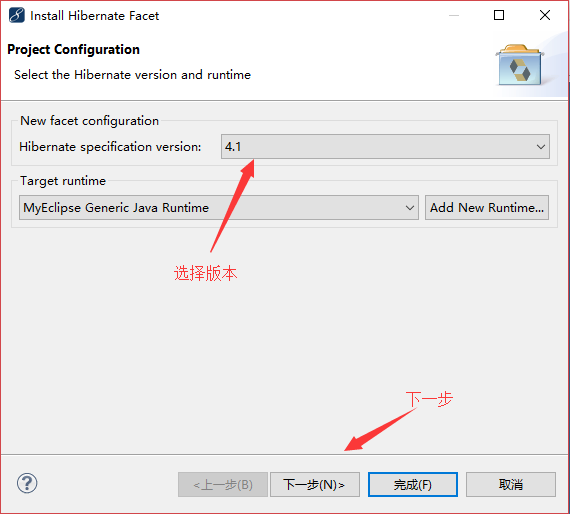 Install Hibernate Facet
Project Configuration
Select the Hibernate version and runtime
New facet configuration
Hibernate specification version:
4.1
Target runtime
MyEclipse Generic Java Runtime
Add New Runtime...
选择版本
下一步
<上一步(B)
下一步(N)>
完成(F)
取消